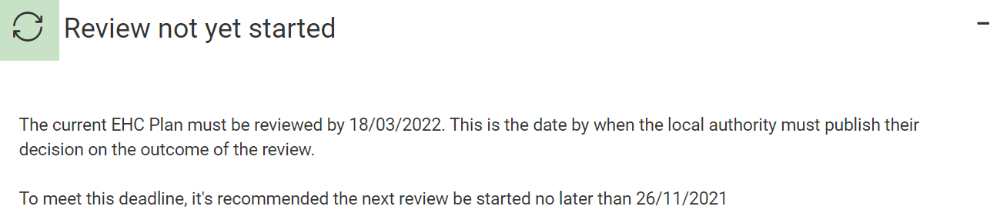 Review not yet started
The current EHC Plan must be reviewed by 18/03/2022. This is the date by when the local authority must publish their
decision on the outcome of the review.
To meet this deadline, it's recommended the next review be started no later than 26/11/2021